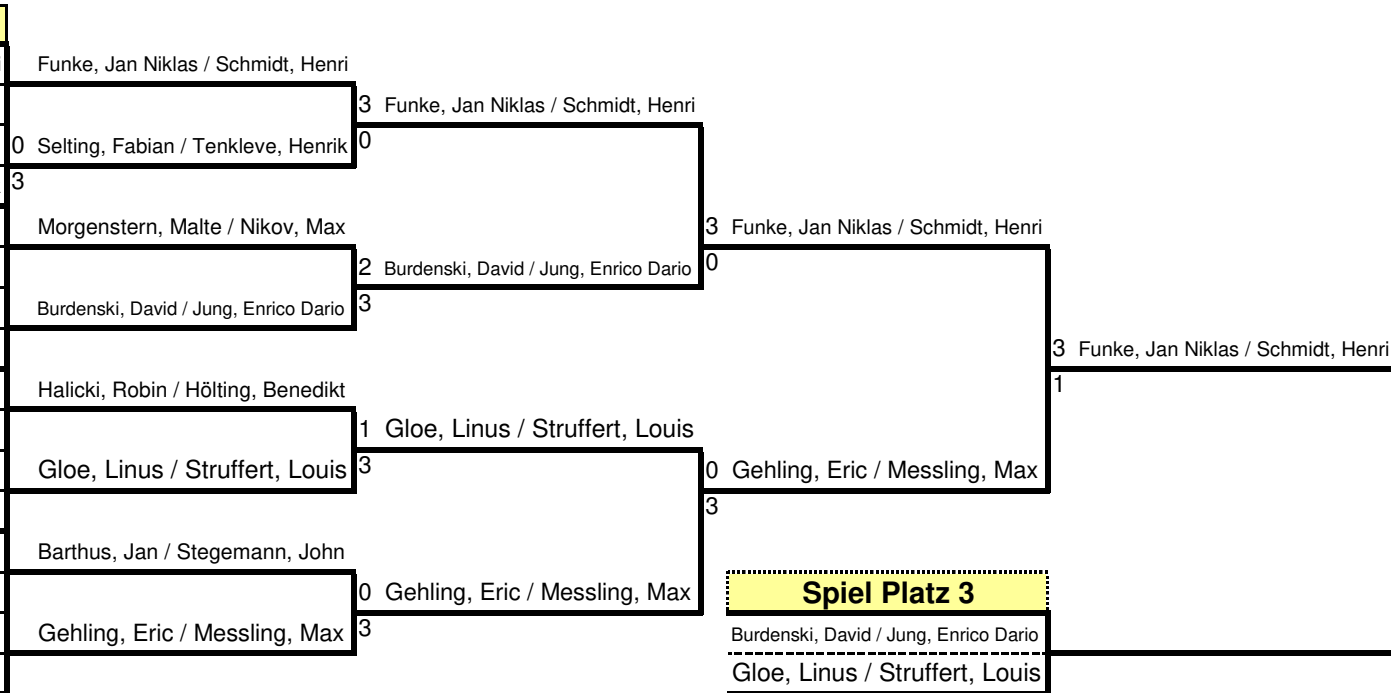 Funke, Jan Niklas / Schmidt, Henri
3 Funke, Jan Niklas / Schmidt, Henri
0 Selting, Fabian / Tenkleve, Henrik 0
3
Morgenstern, Malte / Nikov, Max
3 Funke, Jan Niklas / Schmidt, Henri
2 Burdenski, David / Jung, Enrico Dario 0
Burdenski, David / Jung, Enrico Dario 3
3 Funke, Jan Niklas / Schmidt, Henri
1
Halicki, Robin / Hölting, Benedikt
1 Gloe, Linus / Struffert, Louis
Gloe, Linus / Struffert, Louis 3
0 Gehling, Eric / Messling, Max
3
Barthus, Jan / Stegemann, John
0 Gehling, Eric / Messling, Max
Gehling, Eric / Messling, Max 3
Spiel Platz 3
Burdenski, David / Jung, Enrico Dario
Gloe, Linus / Struffert, Louis